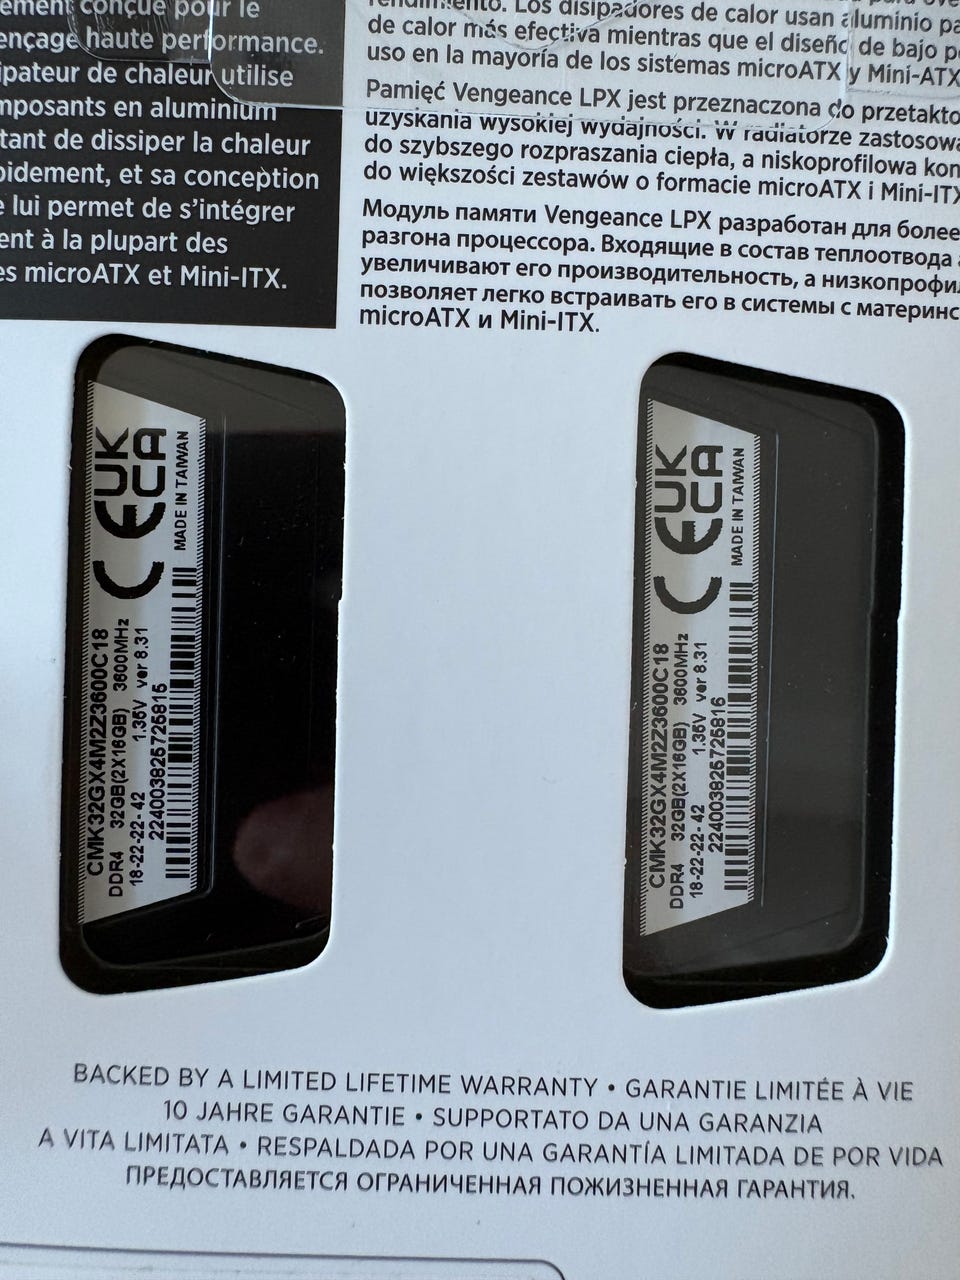 ement conçue pour le
ençage haute performance.
ipateur de chaleur utilise
mposants en aluminium
tant de dissiper la chaleur
pidement, et sa conception
e lui permet de s'intégrer
ent à la plupart des
es microATX et Mini-ITX.
rendimiento. Los disipadores de calor usan aluminio pa
de calor más efectiva mientras que el diseño de bajo pe
uso en la mayoría de los sistemas microATX y Mini-ATX
Pamięć Vengeance LPX jest przeznaczona do przetakto
uzyskania wysokiej wydajności. W radiatorze zastosowa
do szybszego rozpraszania ciepła, a niskoprofilowa kon
do większości zestawów o formacie microATX i Mini-ITX
Модуль памяти Vengeance LPX разработан для более
разгона процессора. Входящие в состав теплоотвода а
увеличивают его производительность, а низкопрофил
позволяет легко встраивать его в системы с материнс
microATX и Mini-ITX.
CMK32GX4M2Z3600C18
DDR4 32GB(2X16GB) 3600MHz
18-22-22-42 1.35V ver 8.31
22400382572​5815
CE UK
CA
MADE IN TAIWAN
CMK32GX4M2Z3600C18
DDR4 32GB(2X16GB) 3600MHz
18-22-22-42 1.35V ver 8.31
224003825725816
CE UK
CA
MADE IN TAIWAN
BACKED BY A LIMITED LIFETIME WARRANTY • GARANTIE LIMITÉE À VIE
10 JAHRE GARANTIE • SUPPORTATO DA UNA GARANZIA
A VITA LIMITATA • RESPALDADA POR UNA GARANTÍA LIMITADA DE POR VIDA
ПРЕДОСТАВЛЯЕТСЯ ОГРАНИЧЕННАЯ ПОЖИЗНЕННАЯ ГАРАНТИЯ.